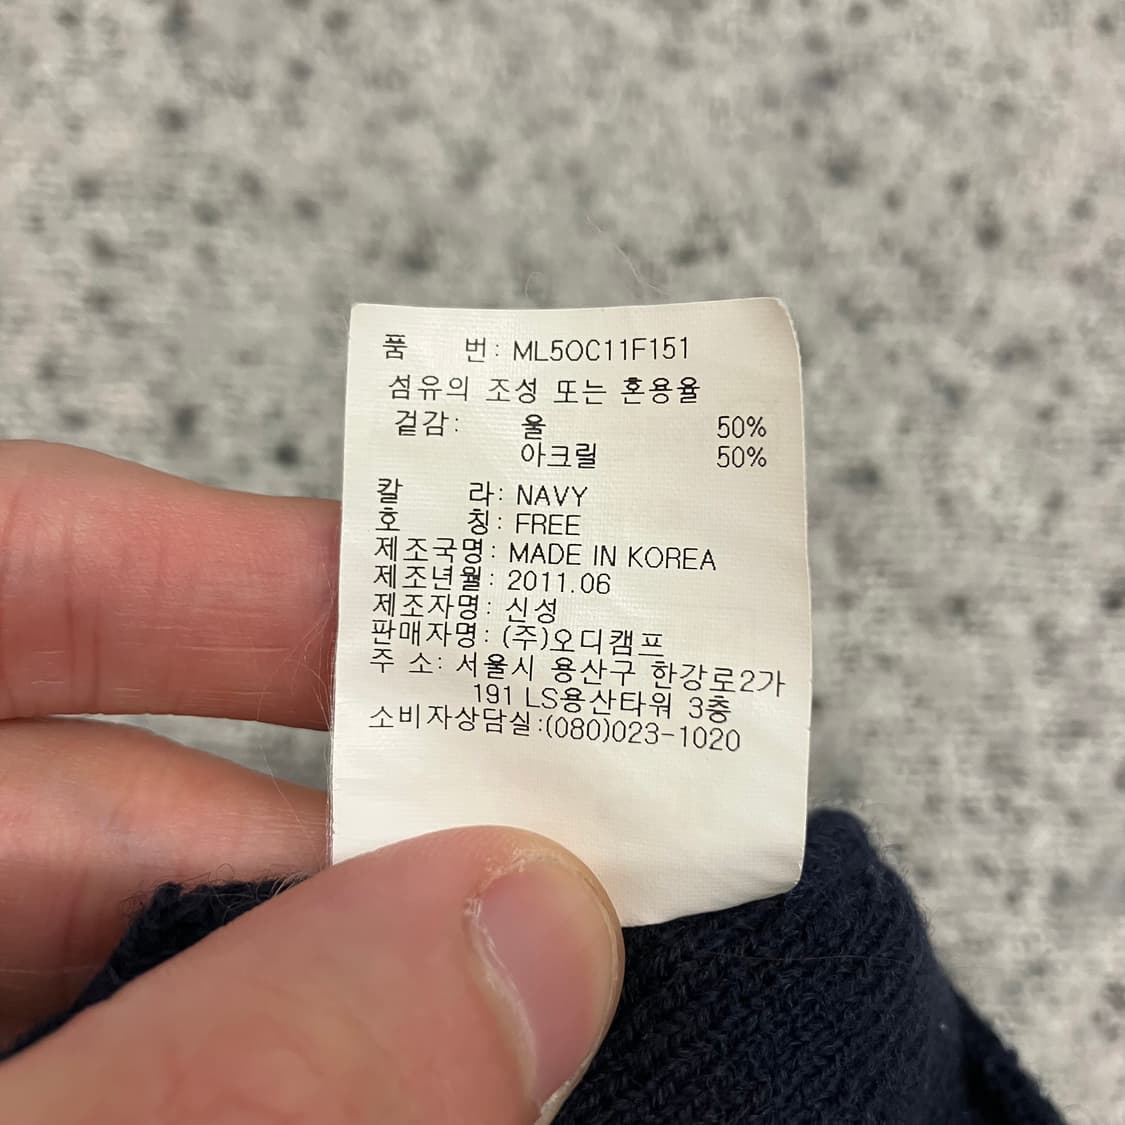 품 번: ML5OC11F151
섬유의 조성 또는 혼용율
겉감: 울 50%
아크릴 50%
칼 라: NAVY
호 칭: FREE
제조국명: MADE IN KOREA
제조년월: 2011.06
제조자명: 신성
판매자명: (주)오디캠프
주 소: 서울시 용산구 한강로2가
191 LS용산타워 3층
소비자상담실:(080)023-1020